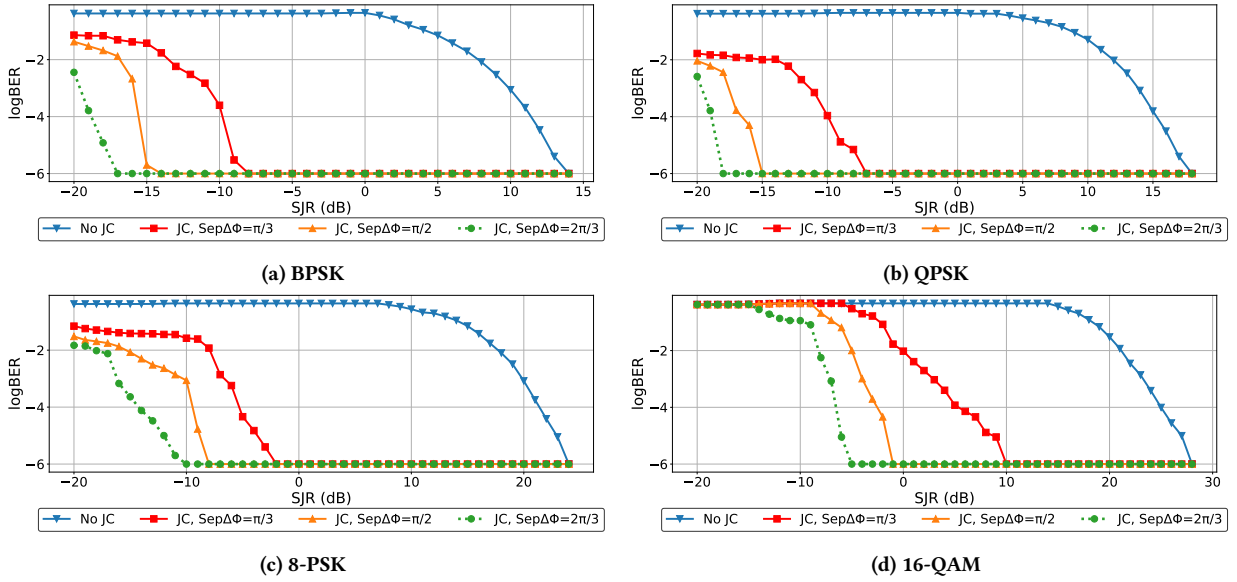 logBER
−2
−4
−6
−20 −15 −10 −5 0 5 10 15
SJR (dB)
No JC JC, SepΔΦ=π/3 JC, SepΔΦ=π/2 JC, SepΔΦ=2π/3
(a) BPSK
logBER
−2
−4
−6
−20 −15 −10 −5 0 5 10 15
SJR (dB)
No JC JC, SepΔΦ=π/3 JC, SepΔΦ=π/2 JC, SepΔΦ=2π/3
(b) QPSK
logBER
−2
−4
−6
−20 −10 0 10 20
SJR (dB)
No JC JC, SepΔΦ=π/3 JC, SepΔΦ=π/2 JC, SepΔΦ=2π/3
(c) 8-PSK
logBER
−2
−4
−6
−20 −10 0 10 20 30
SJR (dB)
No JC JC, SepΔΦ=π/3 JC, SepΔΦ=π/2 JC, SepΔΦ=2π/3
(d) 16-QAM